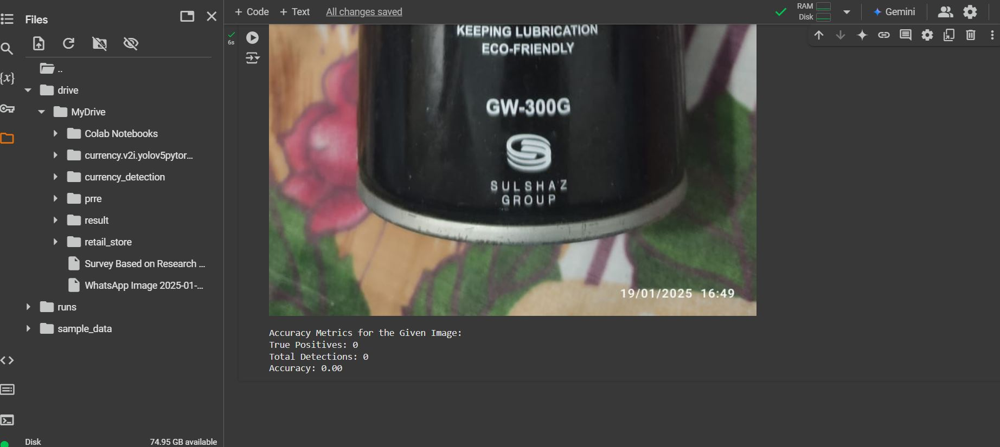 Files
..
drive
MyDrive
Colab Notebooks
currency.v2i.yolov5pytor...
currency_detection
prre
result
retail_store
Survey Based on Research ...
WhatsApp Image 2025-01-...
runs
sample_data
Disk
74.95 GB available
{x}
+ Code
+ Text
All changes saved
RAM
Disk
Gemini
6s
KEEPING LUBRICATION
ECO-FRIENDLY
GW-300G
SULSHAZ
GROUP
19/01/2025 16:49
Accuracy Metrics for the Given Image:
True Positives: 0
Total Detections: 0
Accuracy: 0.00